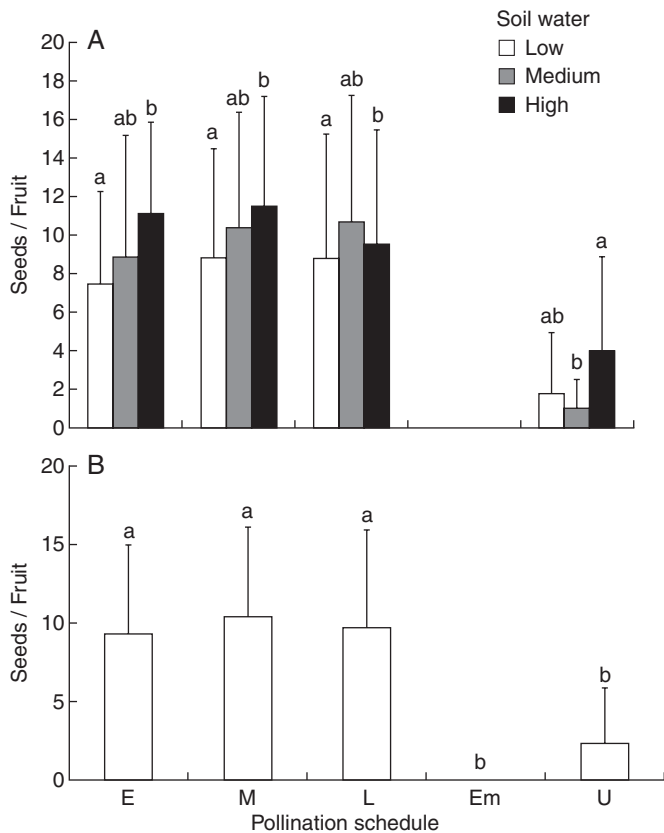 Soil water
Low
Medium
High
A
20
18
16
14
12
10
8
6
4
2
0
Seeds / Fruit
a ab b
a ab b
a ab b
ab b a
B
20
15
10
5
0
Seeds / Fruit
a a a b b
E M L Em U
Pollination schedule